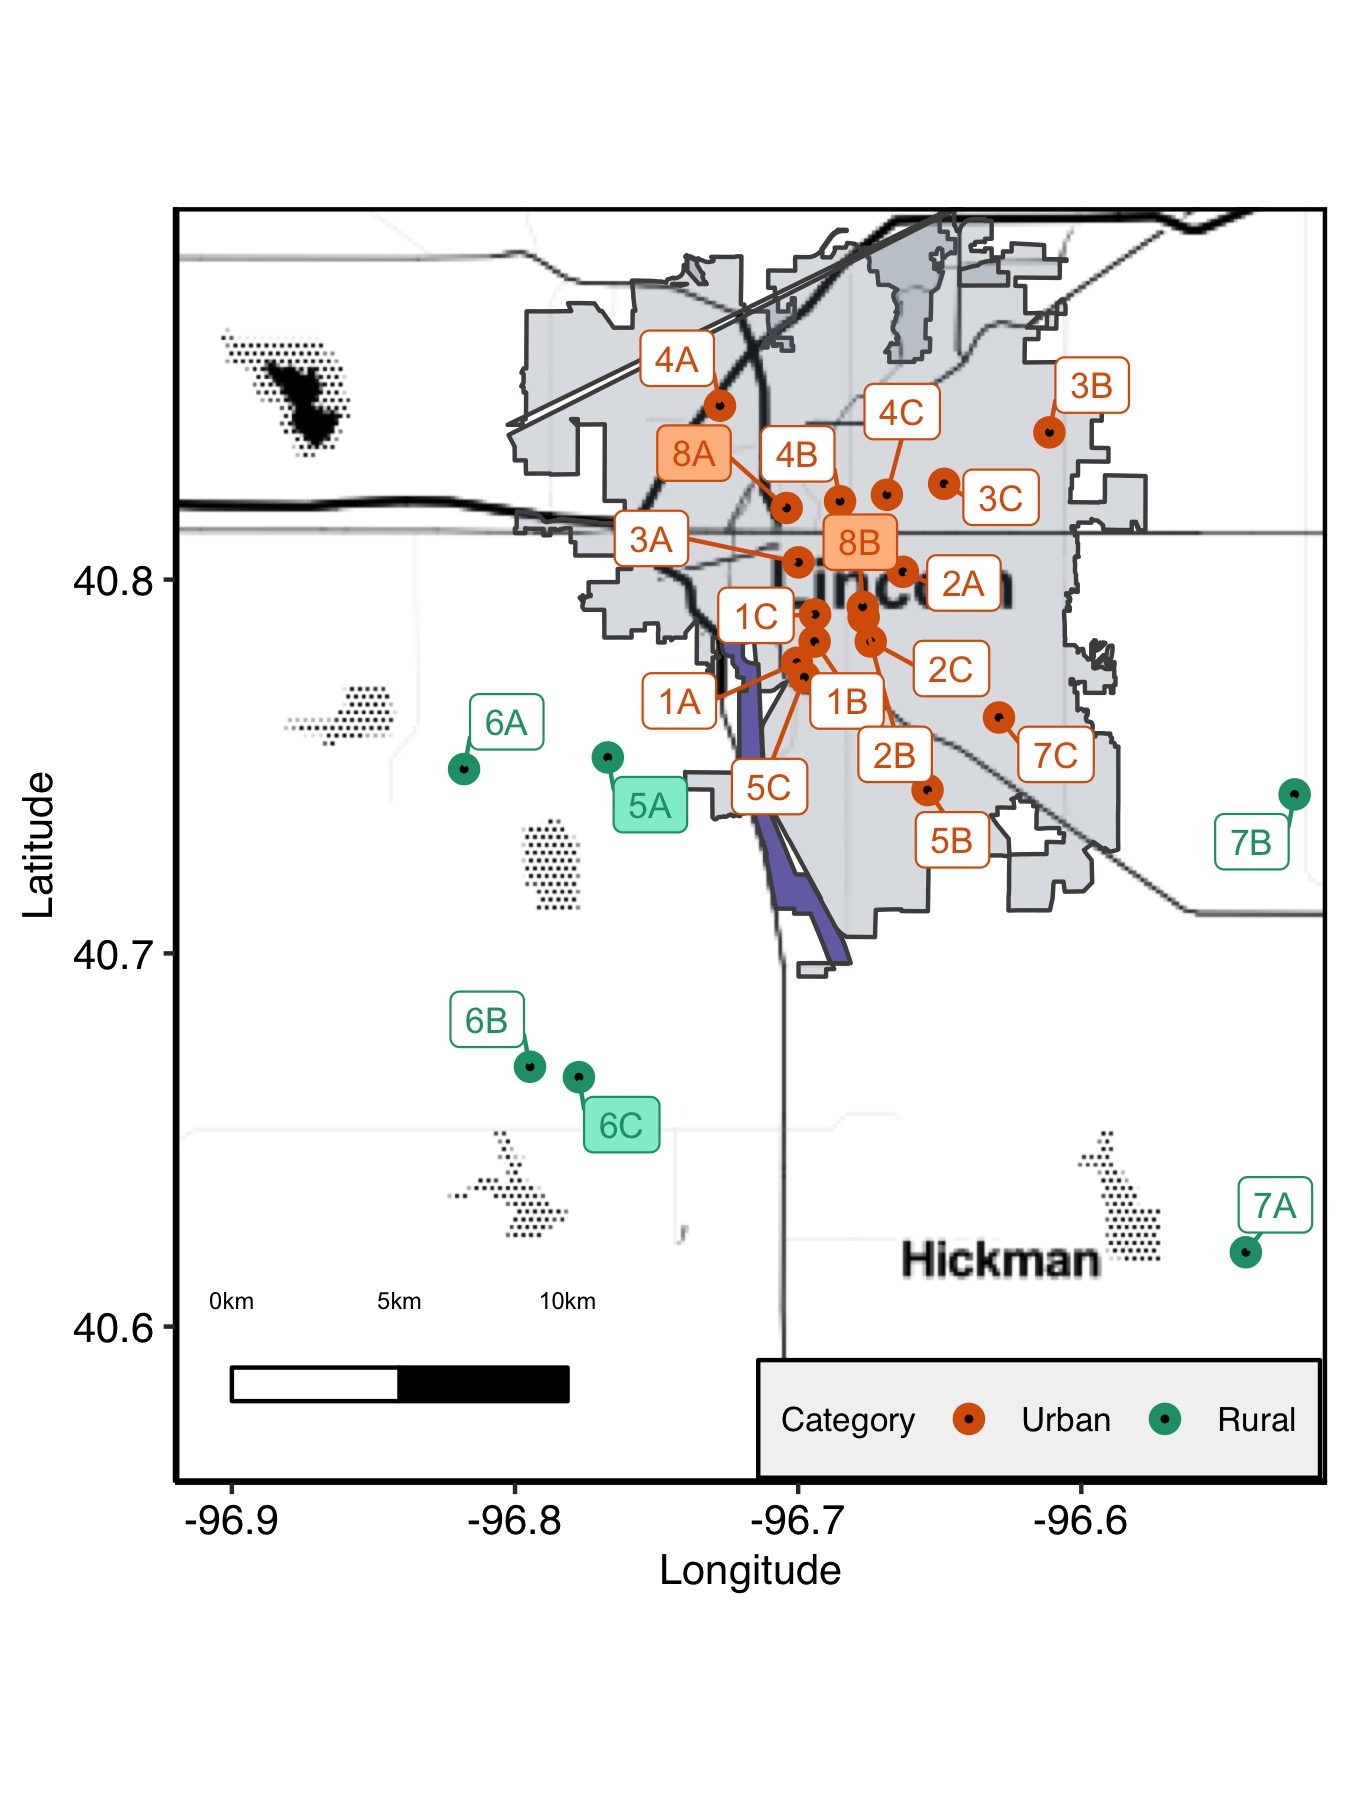 4A
3B
4C
8A
4B
3C
3A
8B
40.8
2A
Lincoln
1C
2C
1A
1B
6A
2B
7C
5C
5A
5B
7B
Latitude
40.7
6B
6C
7A
Hickman
0km 5km 10km
40.6
Category Urban Rural
-96.9 -96.8 -96.7 -96.6
Longitude